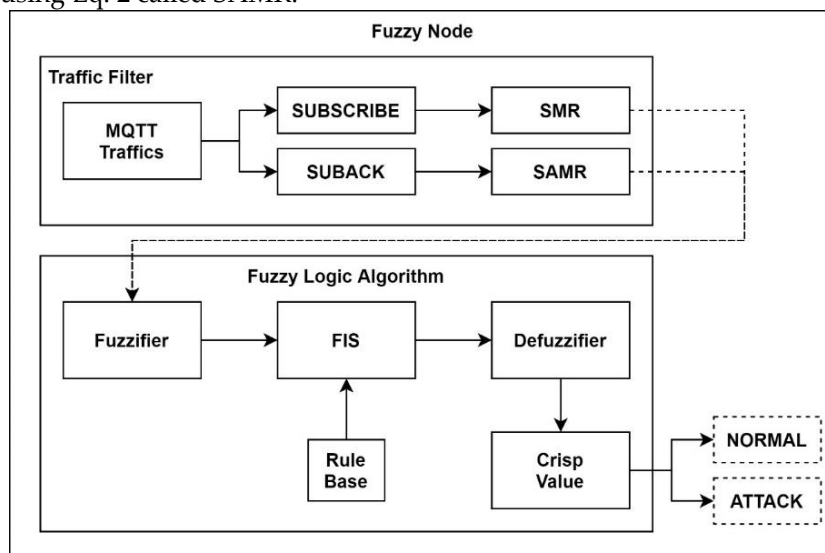 using Eq. 2 called SAMR.
Fuzzy Node
Traffic Filter
MQTT
Traffics
SUBSCRIBE
SMR
SUBACK
SAMR
Fuzzy Logic Algorithm
Fuzzifier
FIS
Defuzzifier
Rule
Base
Crisp
Value
NORMAL
ATTACK